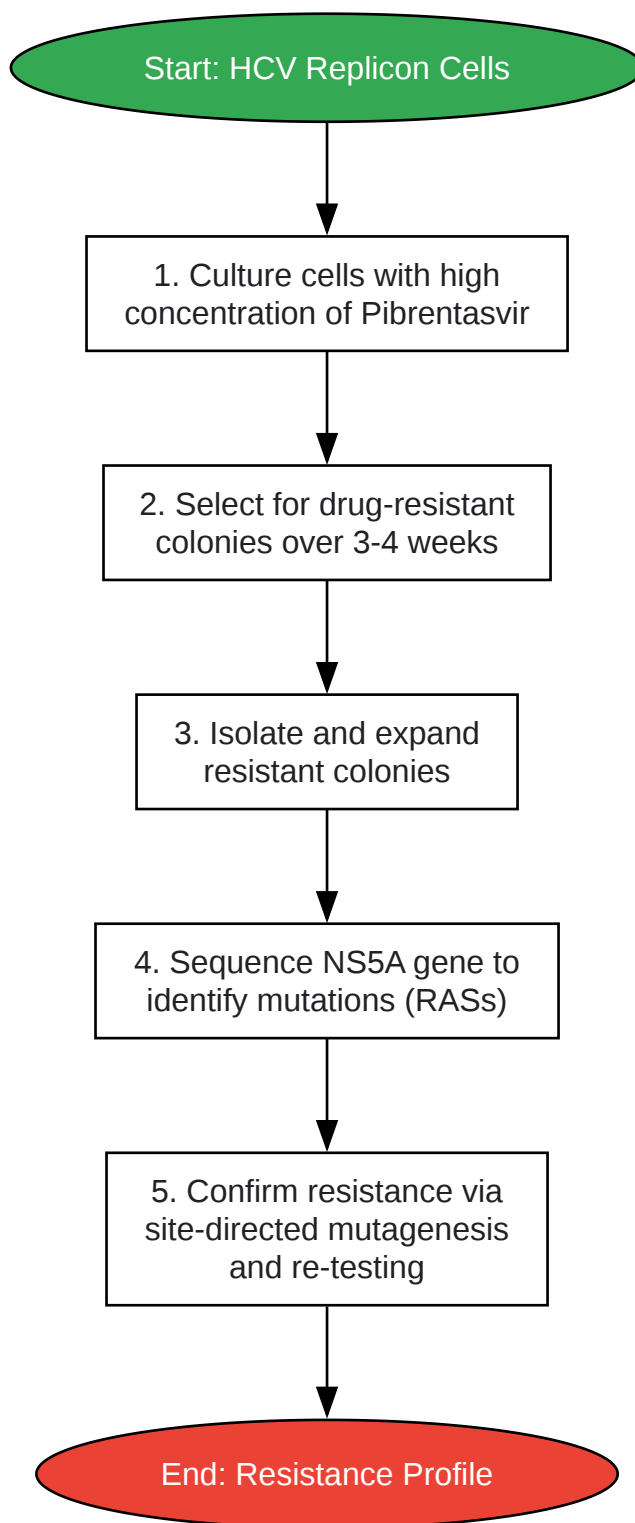 Start: HCV Replicon Cells
1. Culture cells with high
concentration of Pibrentasvir
2. Select for drug-resistant
colonies over 3-4 weeks
3. Isolate and expand
resistant colonies
4. Sequence NS5A gene to
identify mutations (RASs)
5. Confirm resistance via
site-directed mutagenesis
and re-testing
End: Resistance Profile